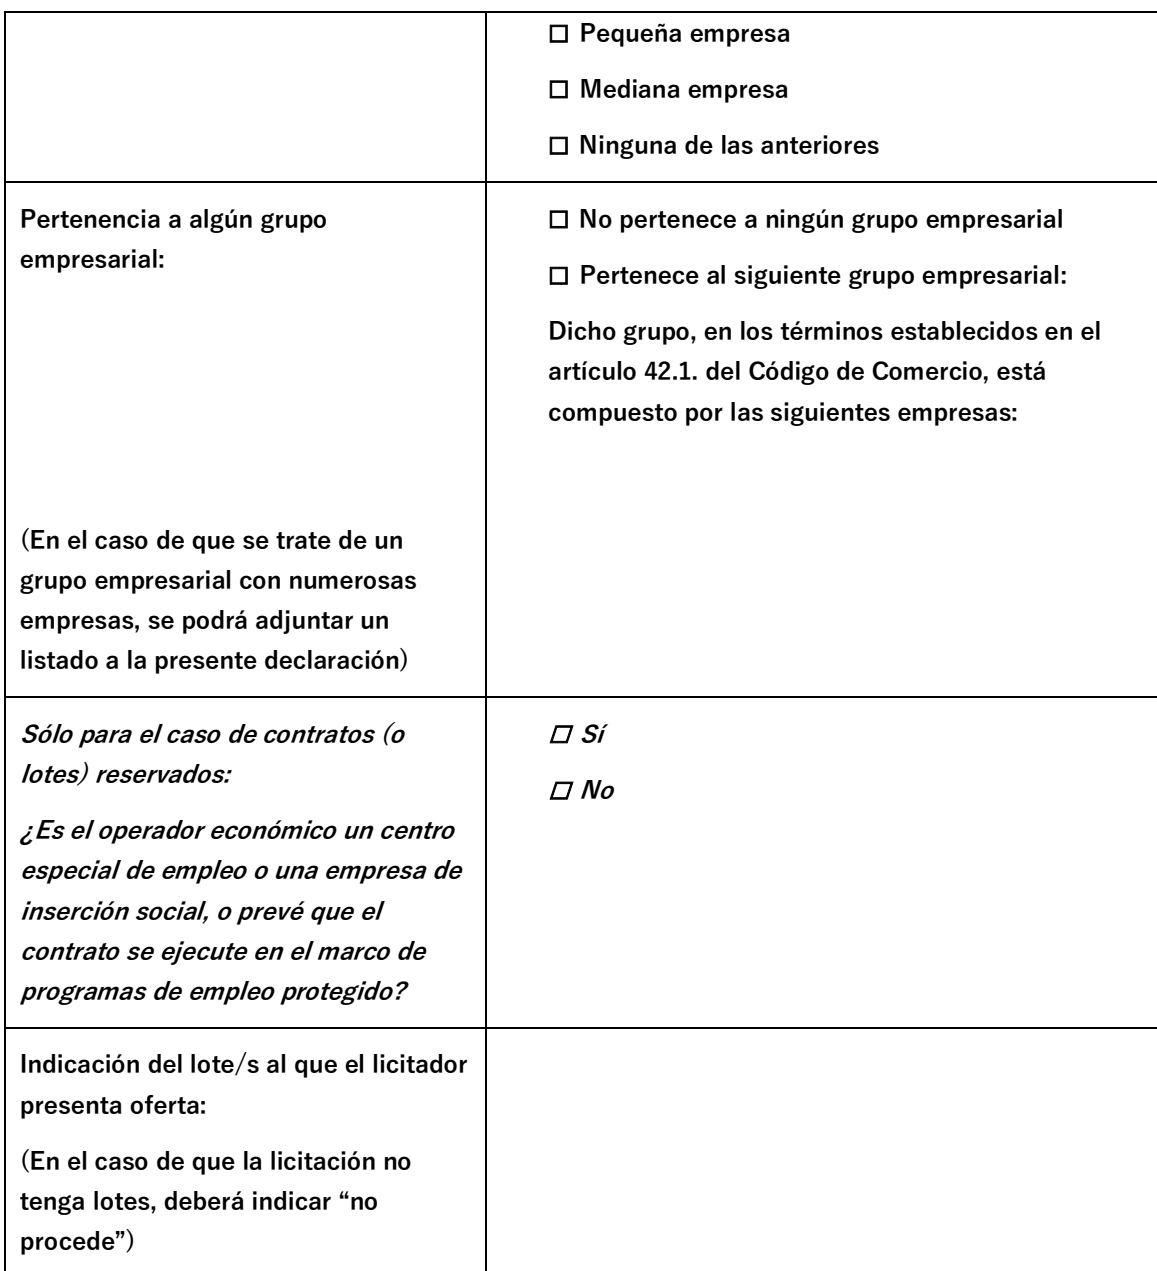 ☐ Pequeña empresa
☐ Mediana empresa
☐ Ninguna de las anteriores
Pertenencia a algún grupo
empresarial:
(En el caso de que se trate de un
grupo empresarial con numerosas
empresas, se podrá adjuntar un
listado a la presente declaración)
☐ No pertenece a ningún grupo empresarial
☐ Pertenece al siguiente grupo empresarial:
Dicho grupo, en los términos establecidos en el
artículo 42.1. del Código de Comercio, está
compuesto por las siguientes empresas:
Sólo para el caso de contratos (o
lotes) reservados:
¿Es el operador económico un centro
especial de empleo o una empresa de
inserción social, o prevé que el
contrato se ejecute en el marco de
programas de empleo protegido?
☐ Sí
☐ No
Indicación del lote/s al que el licitador
presenta oferta:
(En el caso de que la licitación no
tenga lotes, deberá indicar “no
procede”)